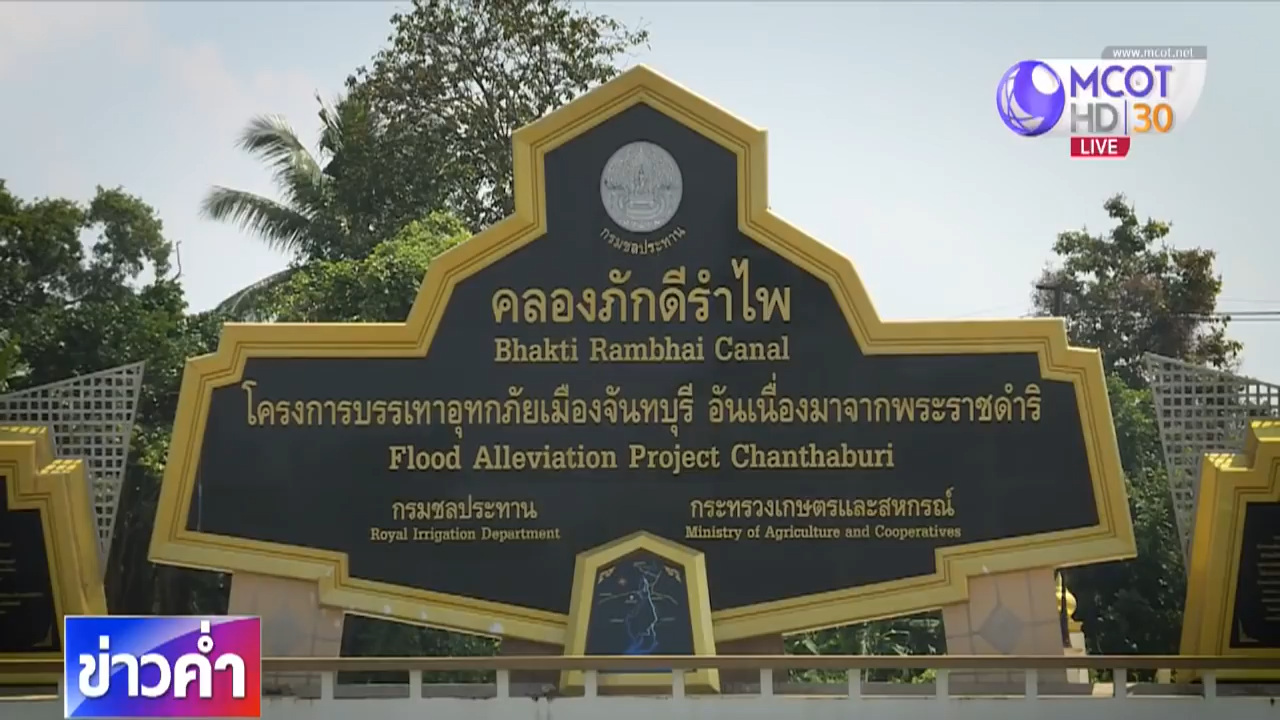 www.mcot.net
MCOT
HD 30
LIVE
กรมชลประทาน
คลองภักดีรำไพ
Bhakti Rambhai Canal
โครงการบรรเทาอุทกภัยเมืองจันทบุรี อันเนื่องมาจากพระราชดำริ
Flood Alleviation Project Chanthaburi
กรมชลประทาน กระทรวงเกษตรและสหกรณ์
Royal Irrigation Department Ministry of Agriculture and Cooperatives
ข่าวค่ำ